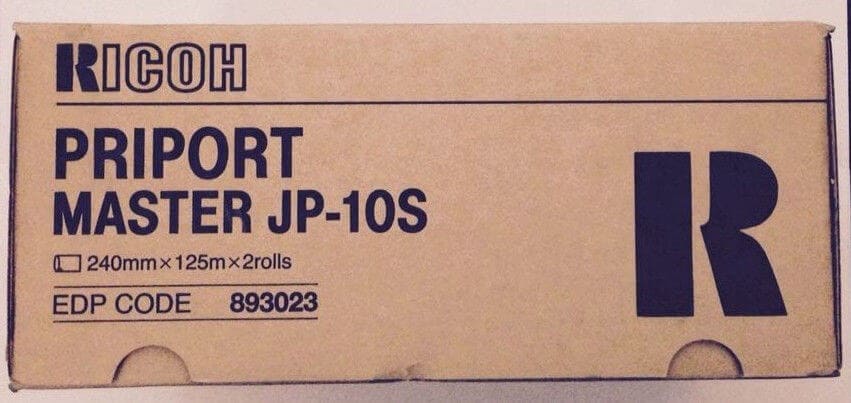 RICOH
PRIPORT
MASTER JP-10S
240mm×125m×2rolls
EDP CODE 893023
R